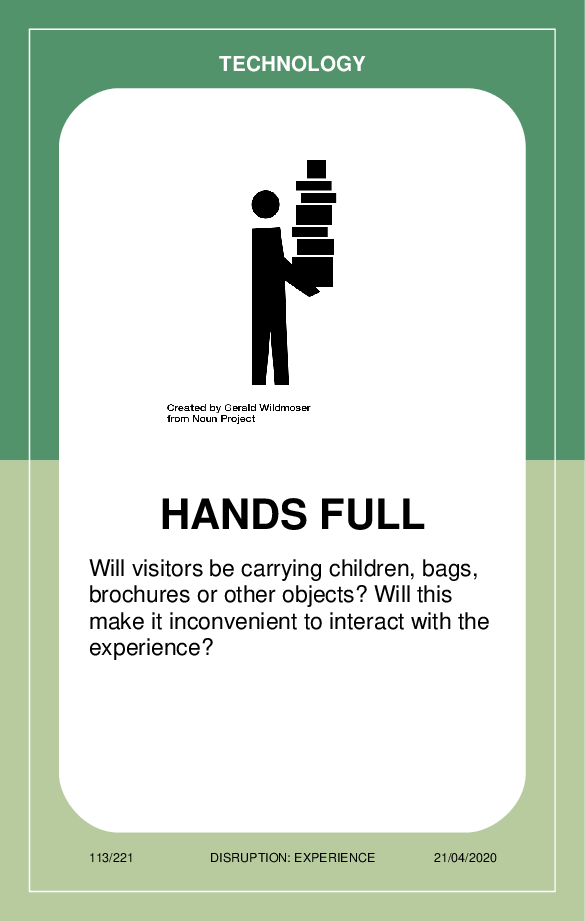 TECHNOLOGY
Created by Gerald Wildmoser
from Noun Project
HANDS FULL
Will visitors be carrying children, bags,
brochures or other objects? Will this
make it inconvenient to interact with the
experience?
113/221 DISRUPTION: EXPERIENCE 21/04/2020